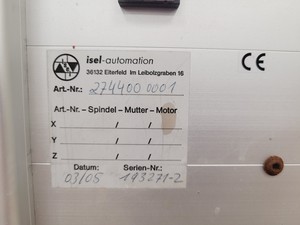 isel-automation
36132 Eiterfeld Im Leibolzgraben 16
Art.-Nr.: 274400 0001
Art.-Nr. – Spindel – Mutter – Motor
X / /
Y / /
Z / /
Datum: Serien-Nr.:
03/05 193271-2
CE